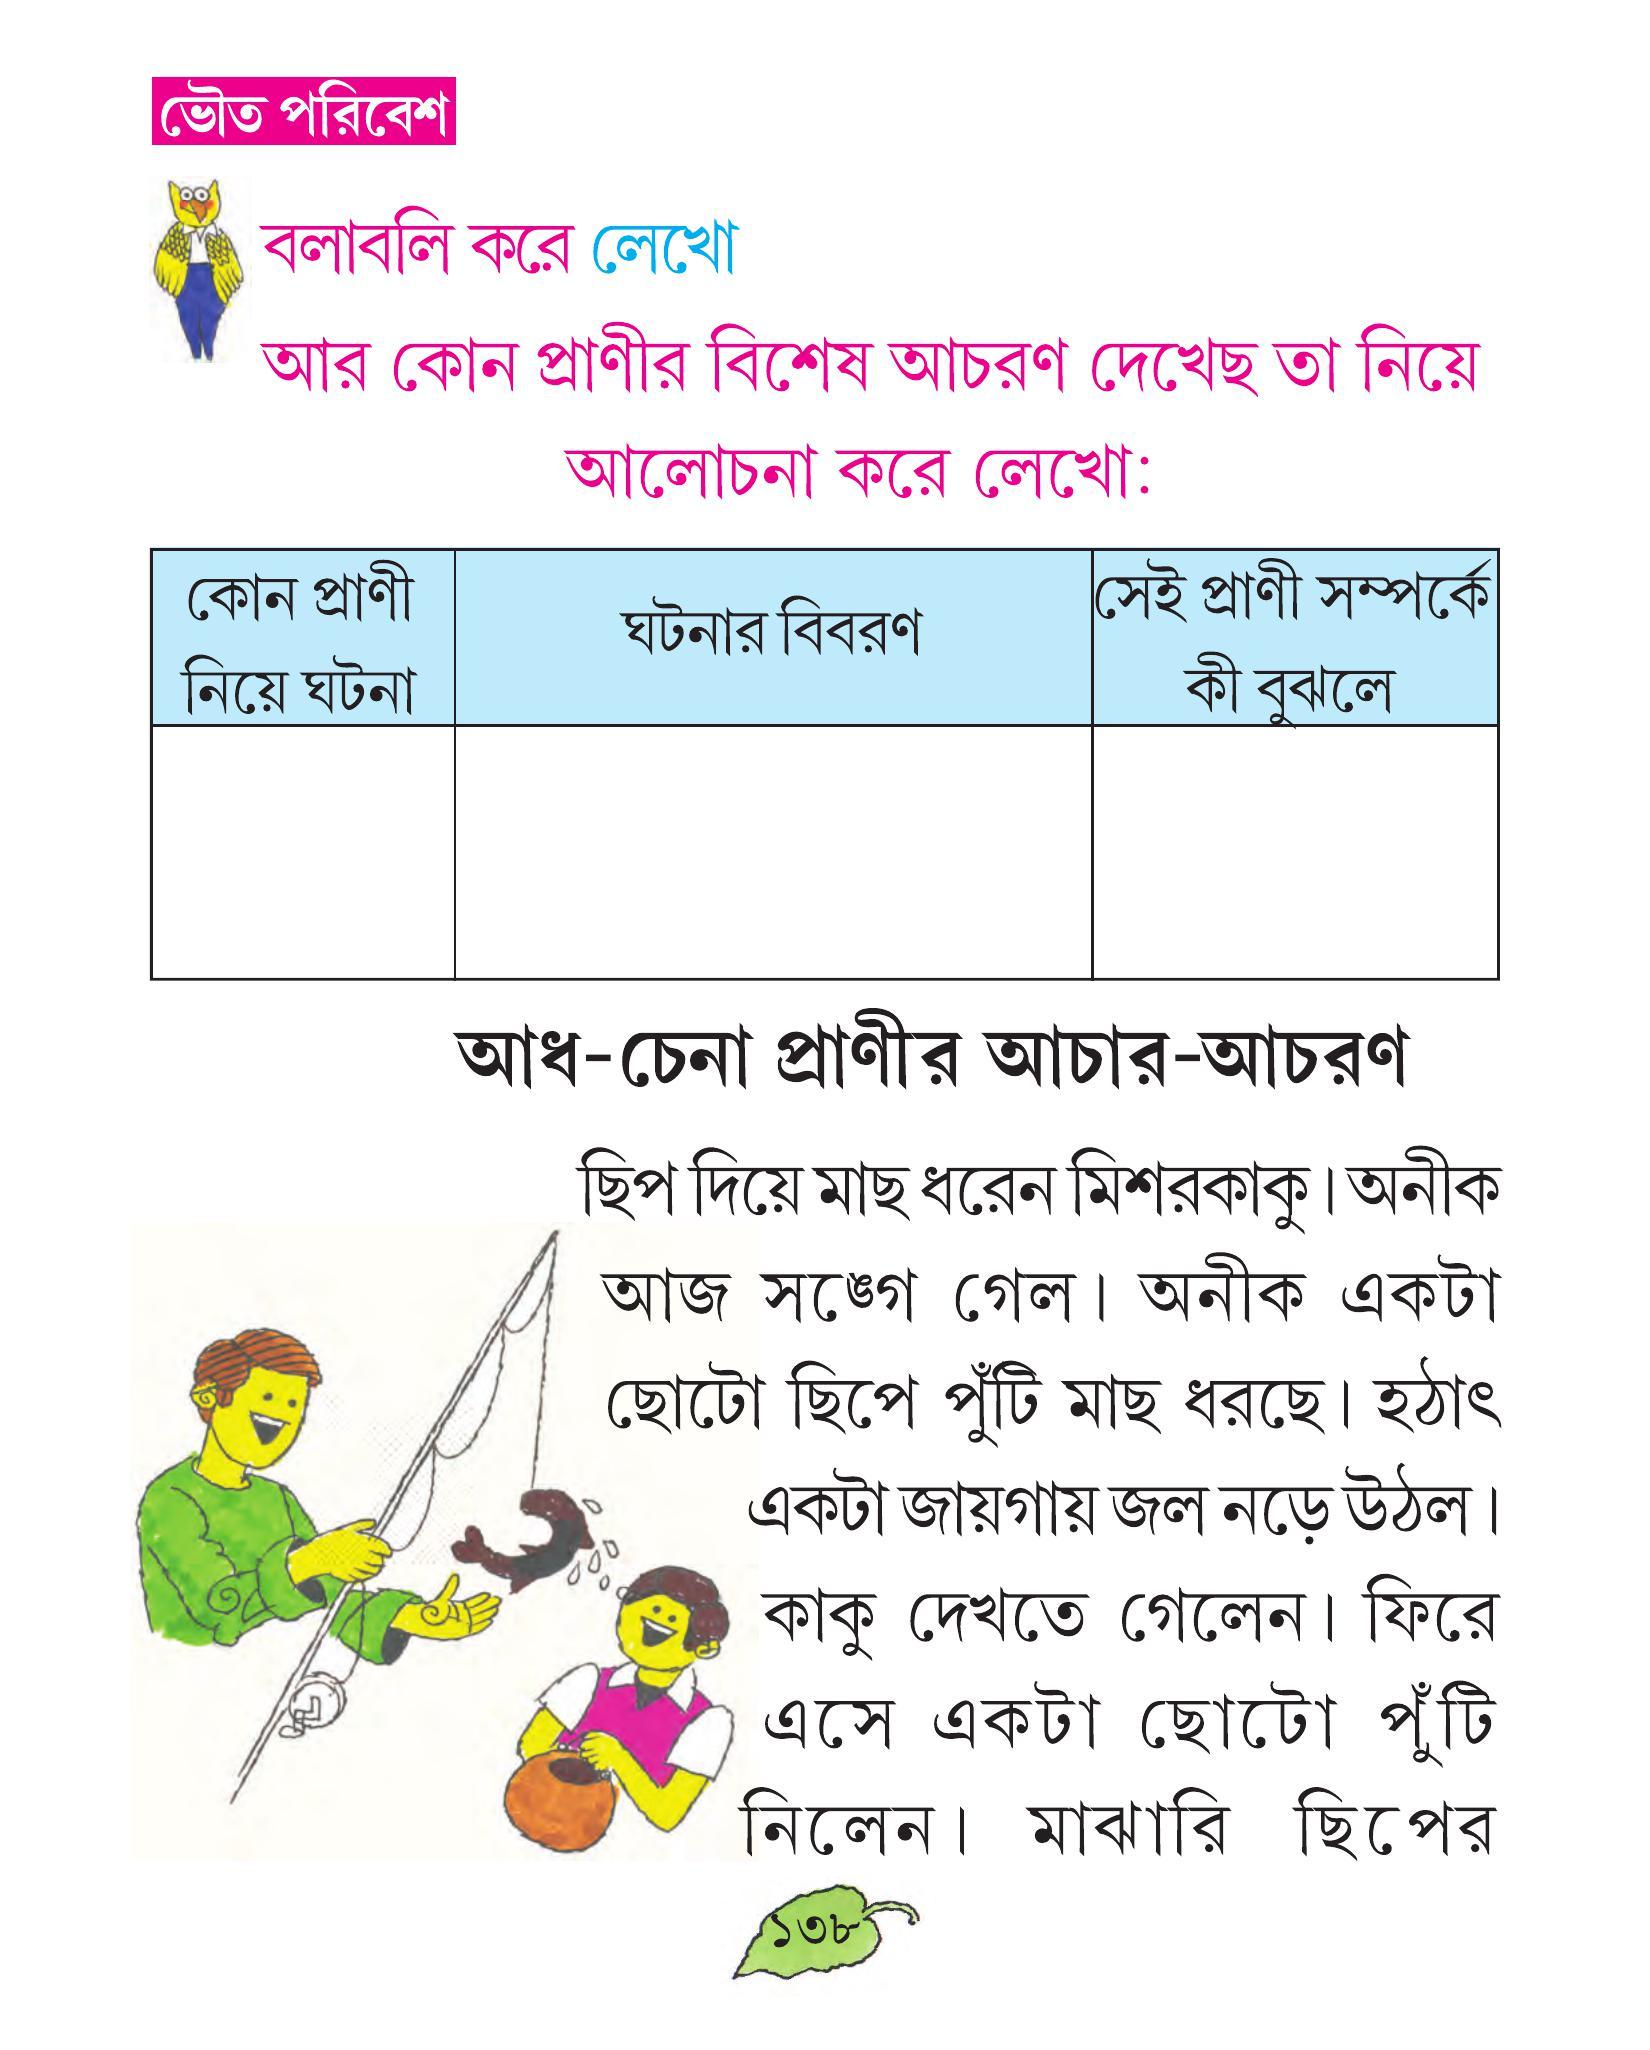 ভৌত পরিবেশ
বলাবলি করে লেখো
আর কোন প্রাণীর বিশেষ আচরণ দেখেছ তা নিয়ে
আলোচনা করে লেখো:
কোন প্রাণী
নিয়ে ঘটনা
ঘটনার বিবরণ
সেই প্রাণী সম্পর্কে
কী বুঝলে
আধ-চেনা প্রাণীর আচার-আচরণ
ছিপ দিয়ে মাছ ধরেন মিশরকাকু। অনীক
আজ সঙ্গে গেল। অনীক একটা
ছোটো ছিপে পুঁটি মাছ ধরছে। হঠাৎ
একটা জায়গায় জল নড়ে উঠল।
কাকু দেখতে গেলেন। ফিরে
এসে একটা ছোটো পুঁটি
নিলেন। মাঝারি ছিপের
১৩৮